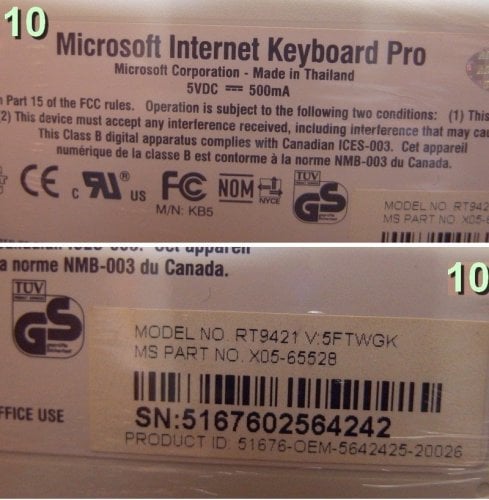 10
Microsoft Internet Keyboard Pro
Microsoft Corporation - Made in Thailand
5VDC ⎓ 500mA
n Part 15 of the FCC rules. Operation is subject to the following two conditions: (1) This
(2) This device must accept any interference received, including interference that may cau
This Class B digital apparatus complies with Canadian ICES-003. Cet appareil
numérique de la classe B est conforme à la norme NMB-003 du Canada.
CE c RU US FC NOM NYCE TUV GS
M/N: KB5
MODEL NO. RT942
MS PART NO. X05-6
Cet appareil
a norme NMB-003 du Canada.
10
TUV
GS
MODEL NO. RT9421 V:5FTWGK
MS PART NO. X05-65528
FFICE USE
SN:5167602564242
PRODUCT ID: 51676-OEM-5642425-20026